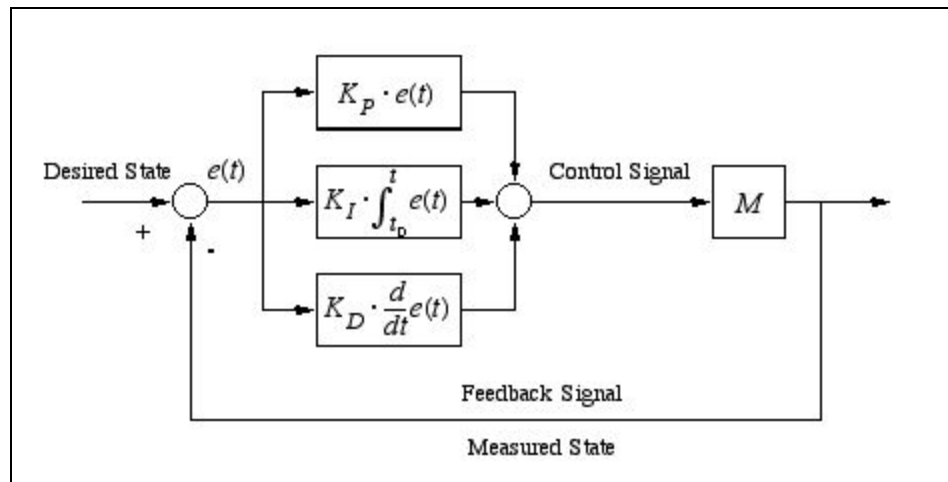 K_P · e(t)
Desired State
e(t)
K_I · ∫_{t_0}^{t} e(t)
Control Signal
M
+
-
K_D · d/dt e(t)
Feedback Signal
Measured State